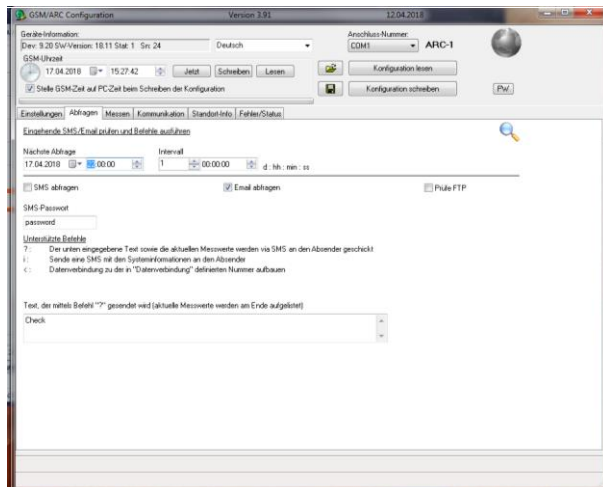 GSM/ARC Configuration Version 3.91 12.04.2018
Geräte-Information: Anschluss-Nummer:
Dev: 9.20 SW-Version: 18.11 Stat: 1 Sn: 24 Deutsch COM1 ARC-1
GSM-Uhrzeit
17.04.2018 15:27:42 Jetzt Schreiben Lesen Konfiguration lesen
Stelle GSM-Zeit auf PC-Zeit beim Schreiben der Konfiguration Konfiguration schreiben PW
Einstellungen Abfragen Messen Kommunikation Standort-Info Fehler/Status
Eingehende SMS/Email prüfen und Befehle ausführen
Nächste Abfrage Intervall
17.04.2018 :00:00 1 00:00:00 d : hh : min : ss
SMS abfragen Email abfragen Prüfe FTP
SMS-Passwort
password
Unterstützte Befehle
? : Der unten eingegebene Text sowie die aktuellen Messwerte werden via SMS an den Absender geschickt
i : Sende eine SMS mit den Systeminformationen an den Absender
< : Datenverbindung zu der in "Datenverbindung" definierten Nummer aufbauen
Text, der mittels Befehl "?" gesendet wird (aktuelle Messwerte werden am Ende aufgelistet)
Check